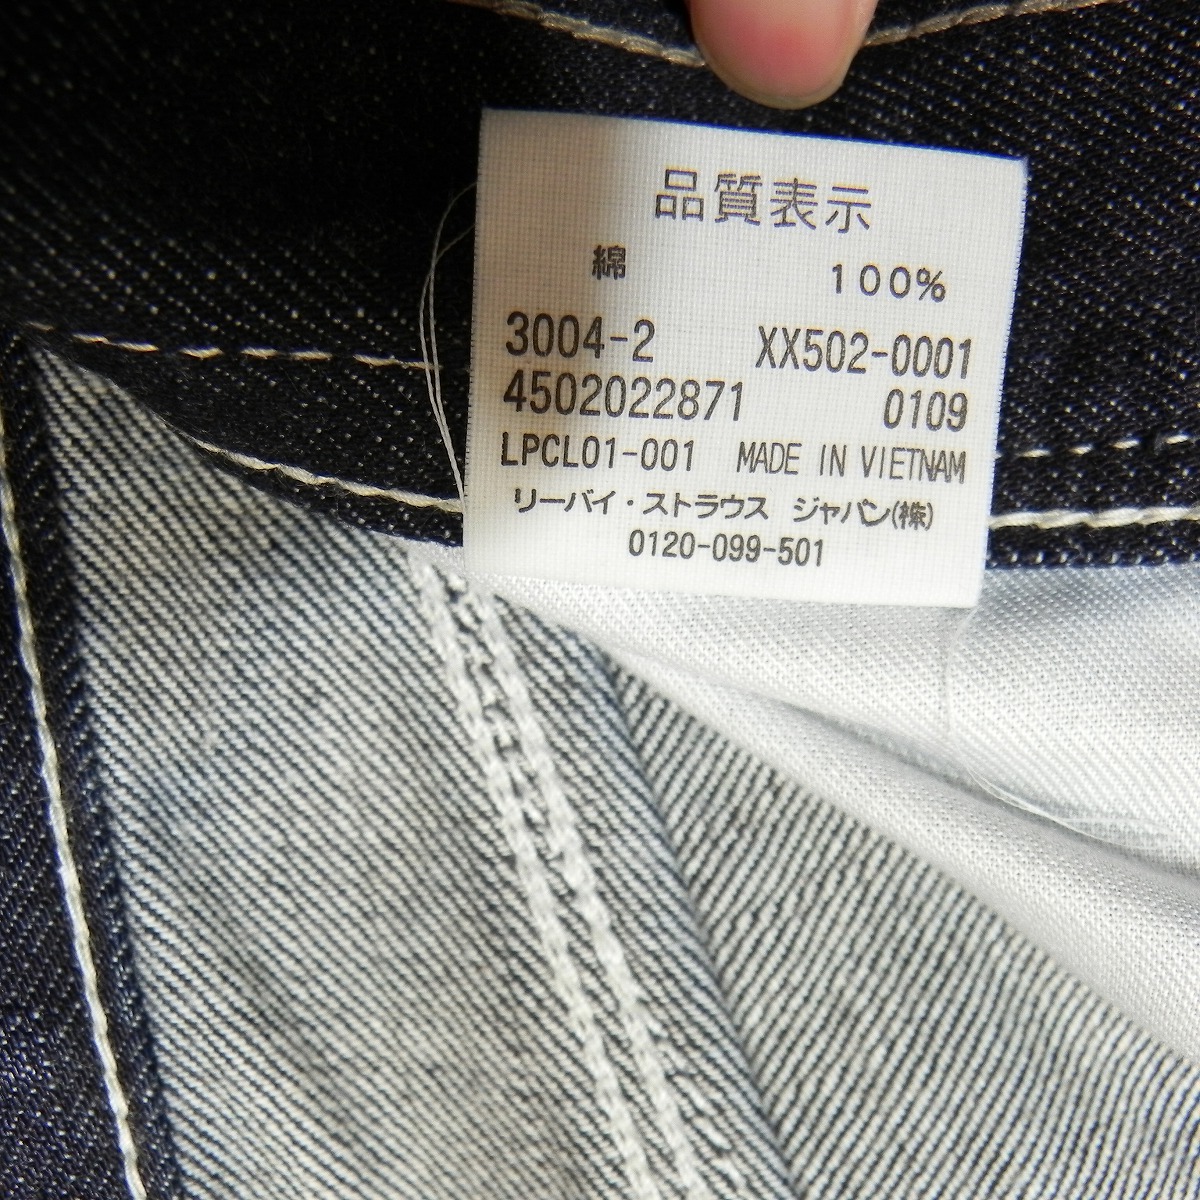 品質表示
綿 100%
3004-2 XX502-0001
4502022871 0109
LPCL01-001 MADE IN VIETNAM
リーバイ・ストラウス ジャパン(株)
0120-099-501